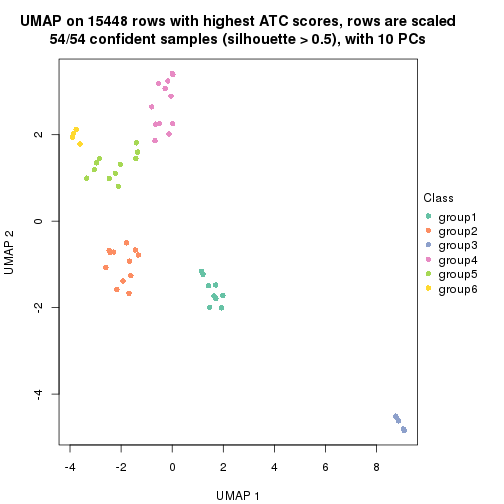 UMAP on 15448 rows with highest ATC scores, rows are scaled
54/54 confident samples (silhouette > 0.5), with 10 PCs
UMAP 2
2
0
-2
-4
-4
-2
0
2
4
6
8
UMAP 1
Class
group1
group2
group3
group4
group5
group6